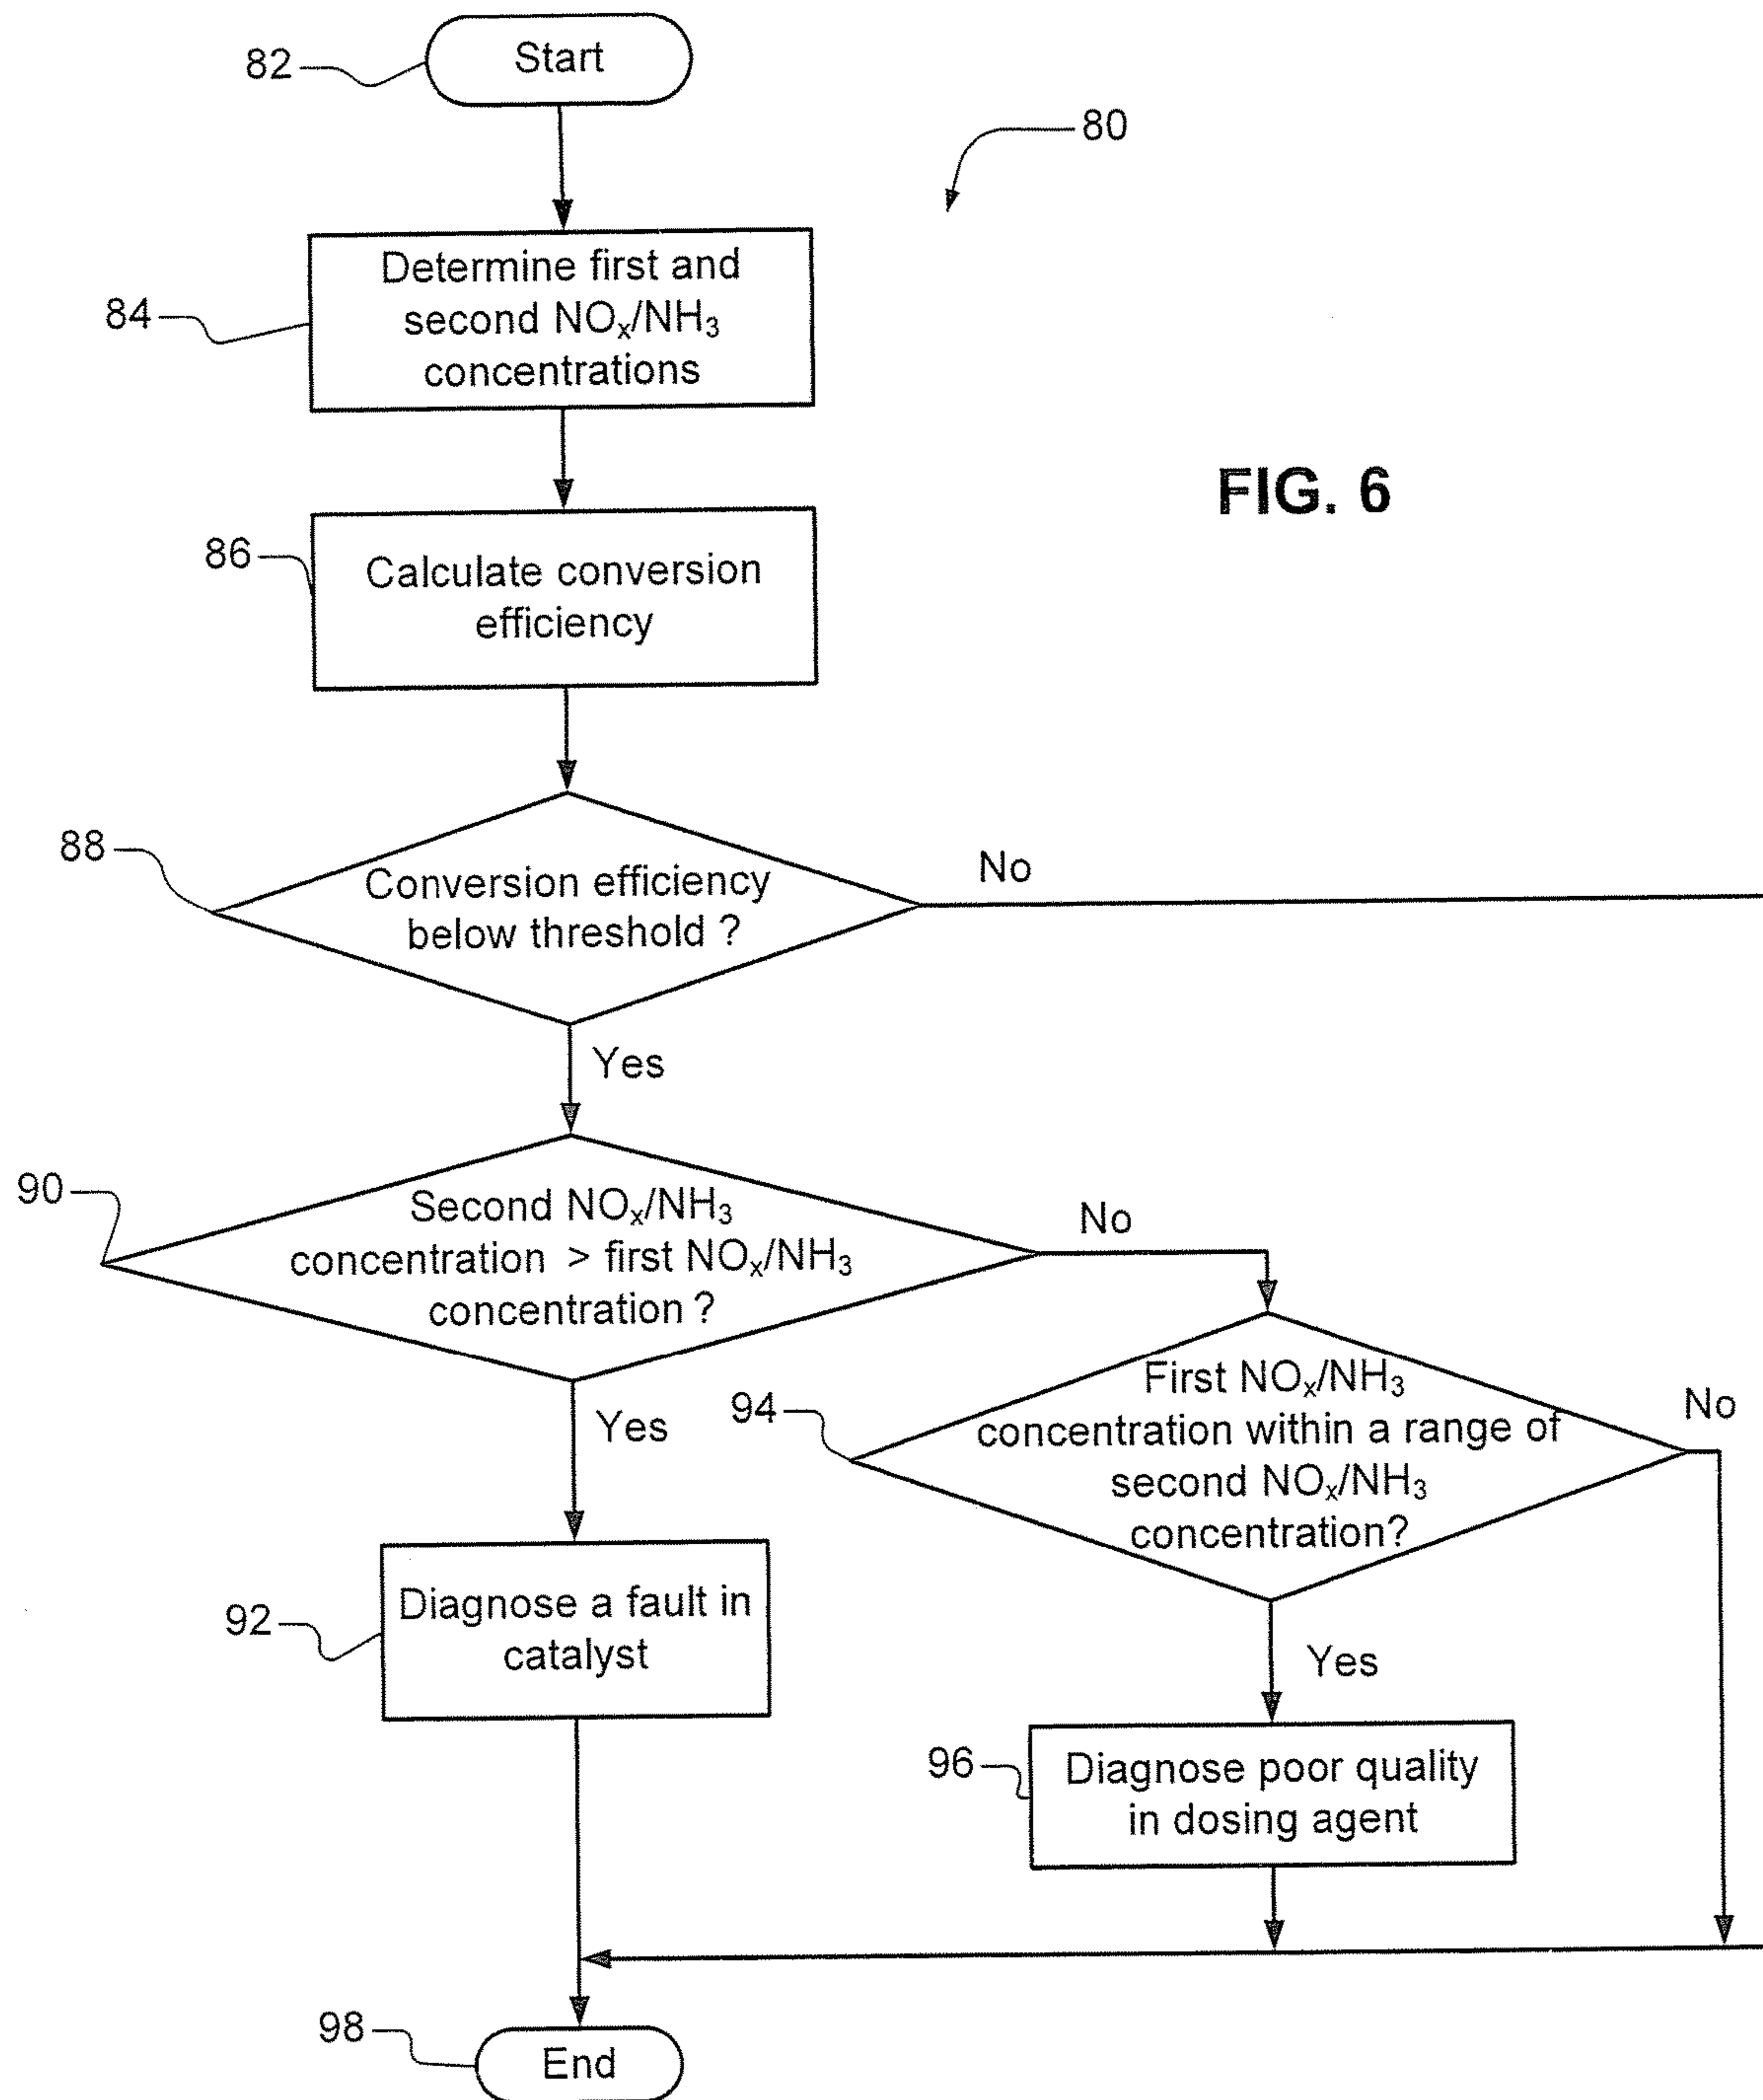 82
Start
80
84
Determine first and
second NOₓ/NH₃
concentrations
FIG. 6
86
Calculate conversion
efficiency
88
Conversion efficiency
below threshold ?
No
Yes
90
Second NOₓ/NH₃
concentration > first NOₓ/NH₃
concentration ?
No
Yes
94
First NOₓ/NH₃
concentration within a range of
second NOₓ/NH₃
concentration?
No
Yes
92
Diagnose a fault in
catalyst
96
Diagnose poor quality
in dosing agent
98
End